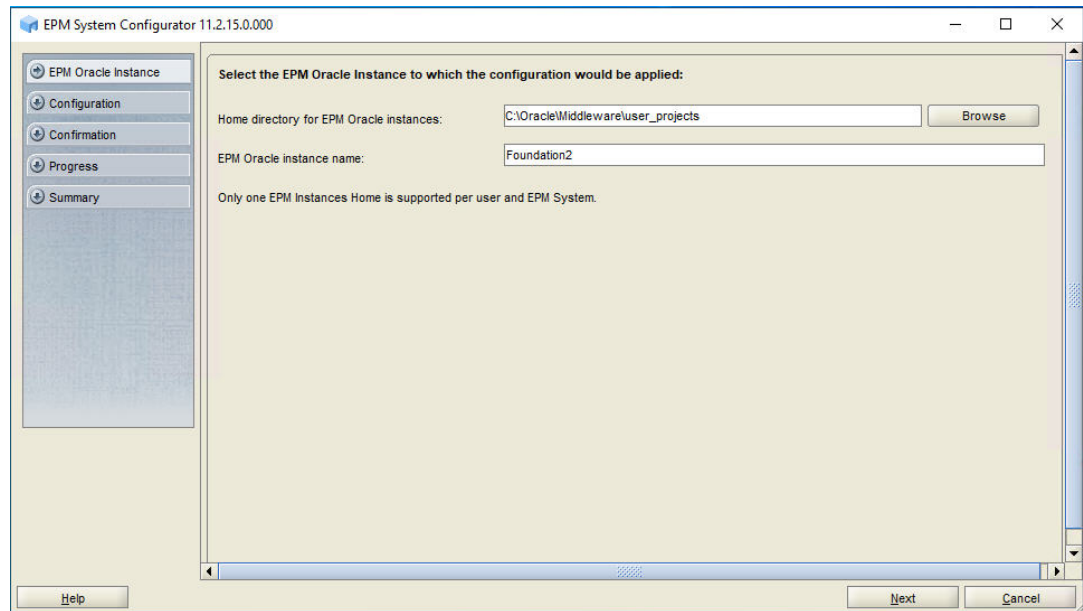 EPM System Configurator 11.2.15.0.000
EPM Oracle Instance
Configuration
Confirmation
Progress
Summary
Select the EPM Oracle Instance to which the configuration would be applied:
Home directory for EPM Oracle instances:
C:\Oracle\Middleware\user_projects
Browse
EPM Oracle instance name:
Foundation2
Only one EPM Instances Home is supported per user and EPM System.
Help
Next
Cancel